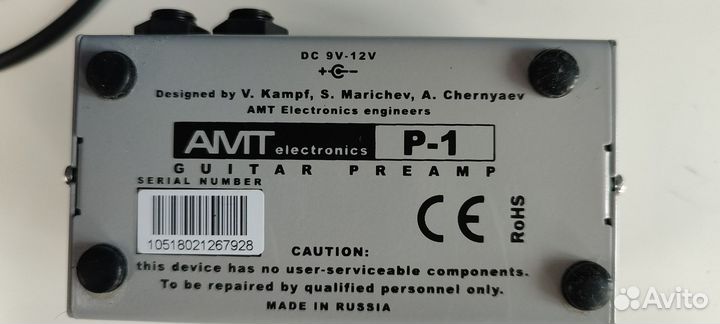 DC 9V-12V
Designed by V. Kampf, S. Marichev, A. Chernyaev
AMT Electronics engineers
AMT electronics P-1
GUITAR PREAMP
SERIAL NUMBER
10518021267928
CE RoHS
CAUTION:
this device has no user-serviceable components.
To be repaired by qualified personnel only.
MADE IN RUSSIA
Avito